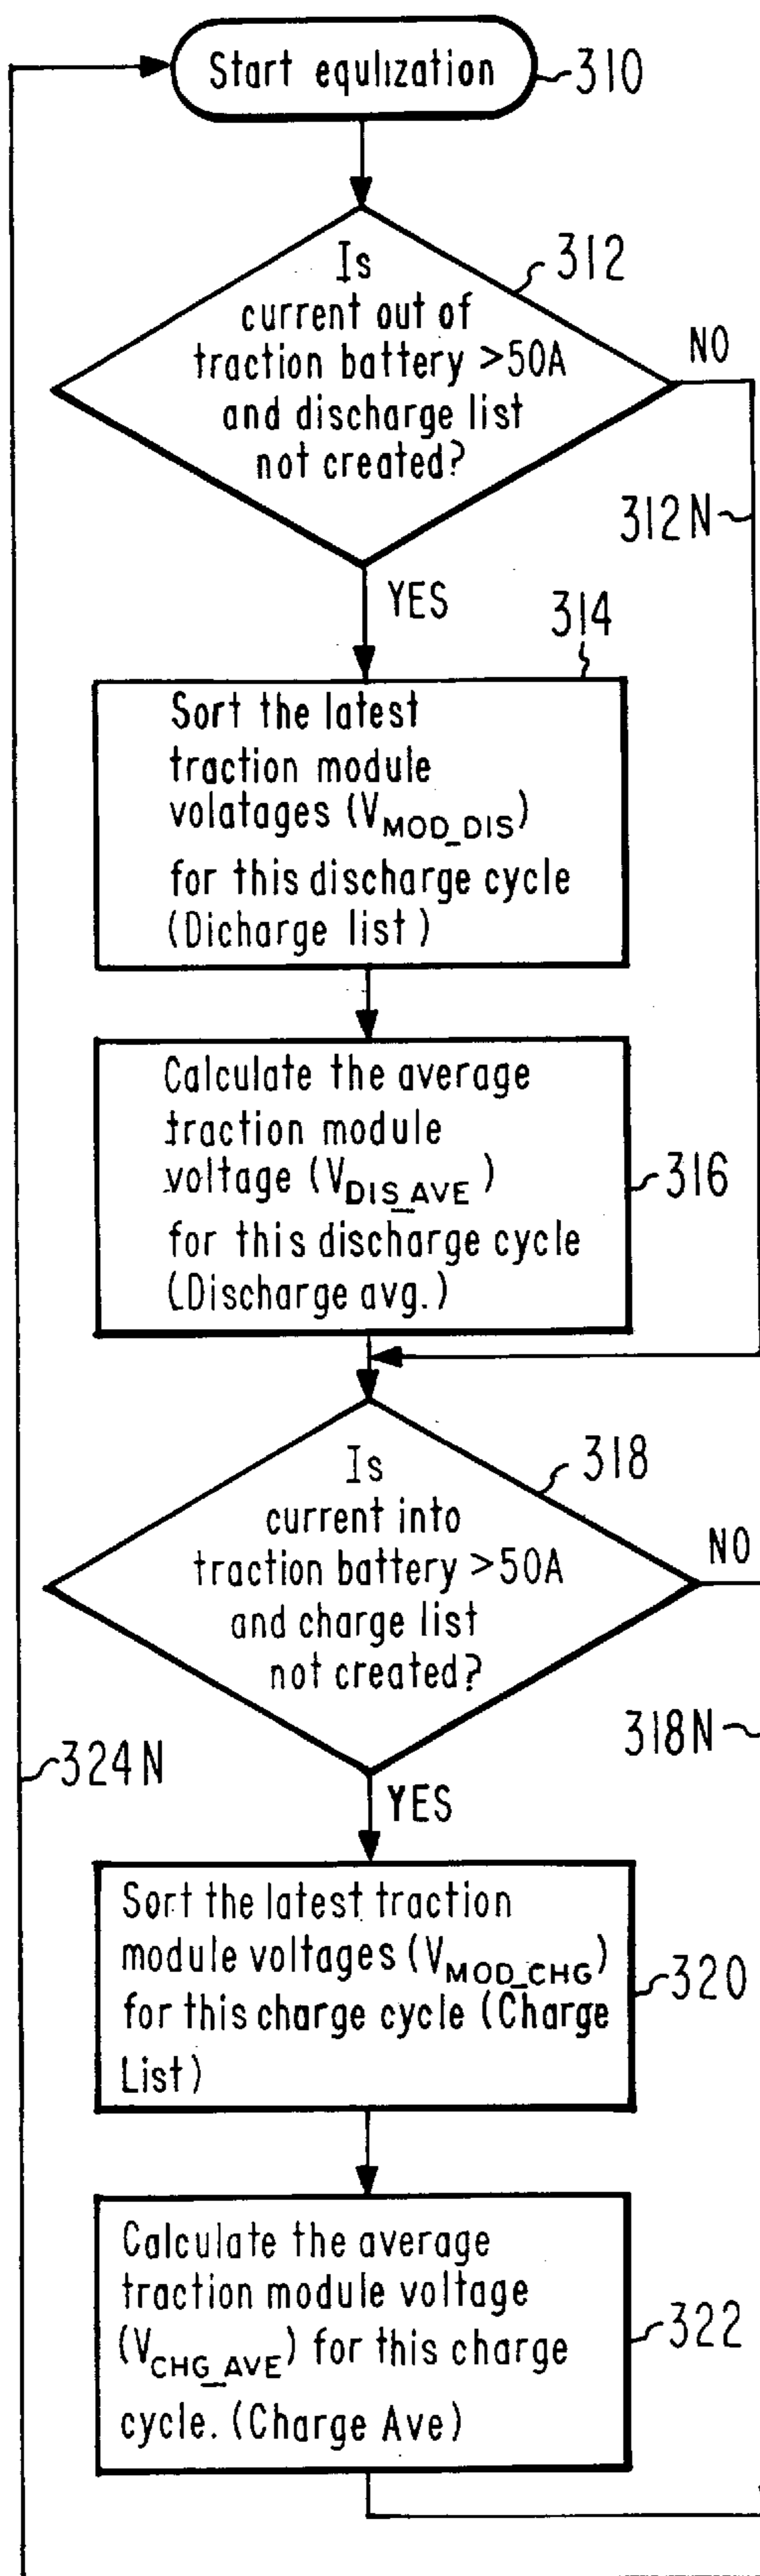 Start equlization
310
Is
current out of
traction battery >50A
and discharge list
not created?
312
NO
312N
YES
314
Sort the latest
traction module
volatages (VMOD_DIS)
for this discharge cycle
(Dicharge list)
Calculate the average
traction module
voltage (VDIS_AVE)
for this discharge cycle
(Discharge avg.)
316
Is
current into
traction battery >50A
and charge list
not created?
318
NO
318N
324N
YES
Sort the latest traction
module voltages (VMOD_CHG)
for this charge cycle (Charge
List)
320
Calculate the average
traction module voltage
(VCHG_AVE) for this charge
cycle. (Charge Ave)
322